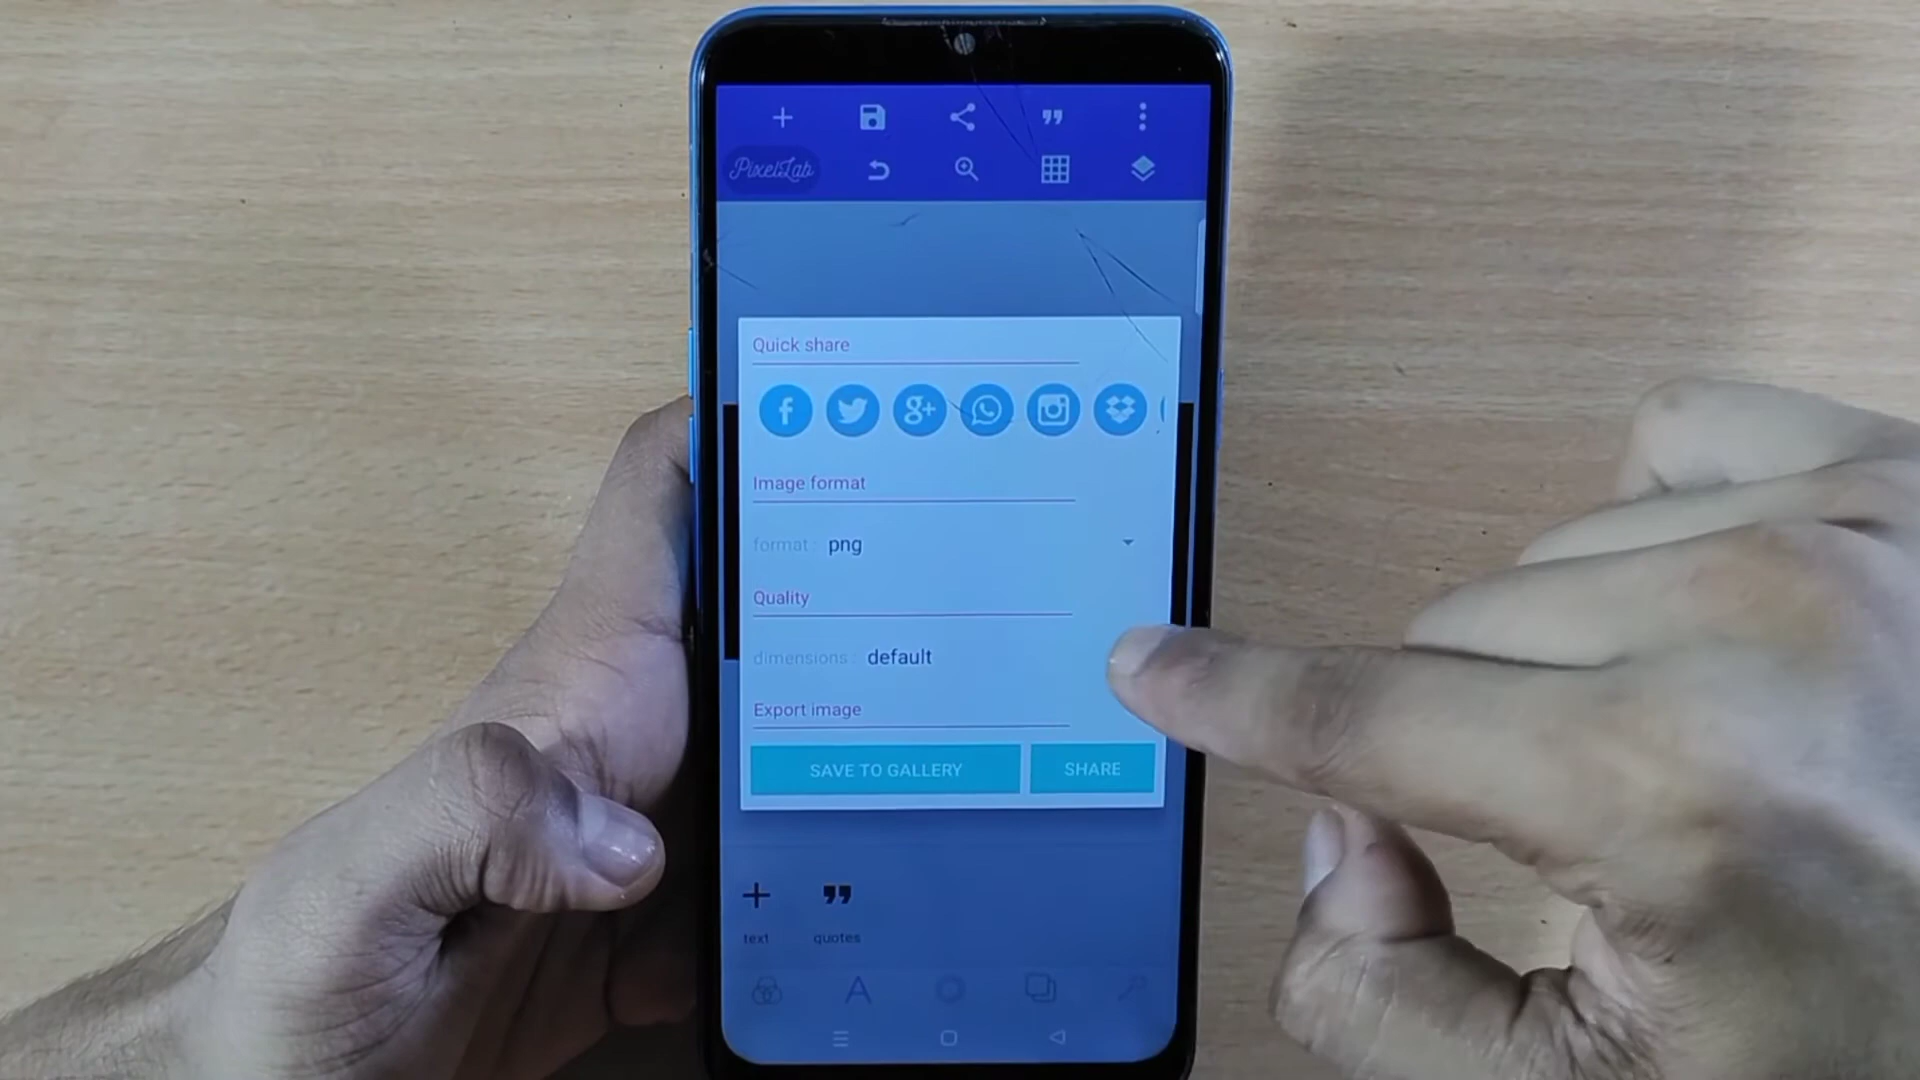 PixelLab
Quick share
Image format
format : png
Quality
dimensions : default
Export image
SAVE TO GALLERY SHARE
text quotes